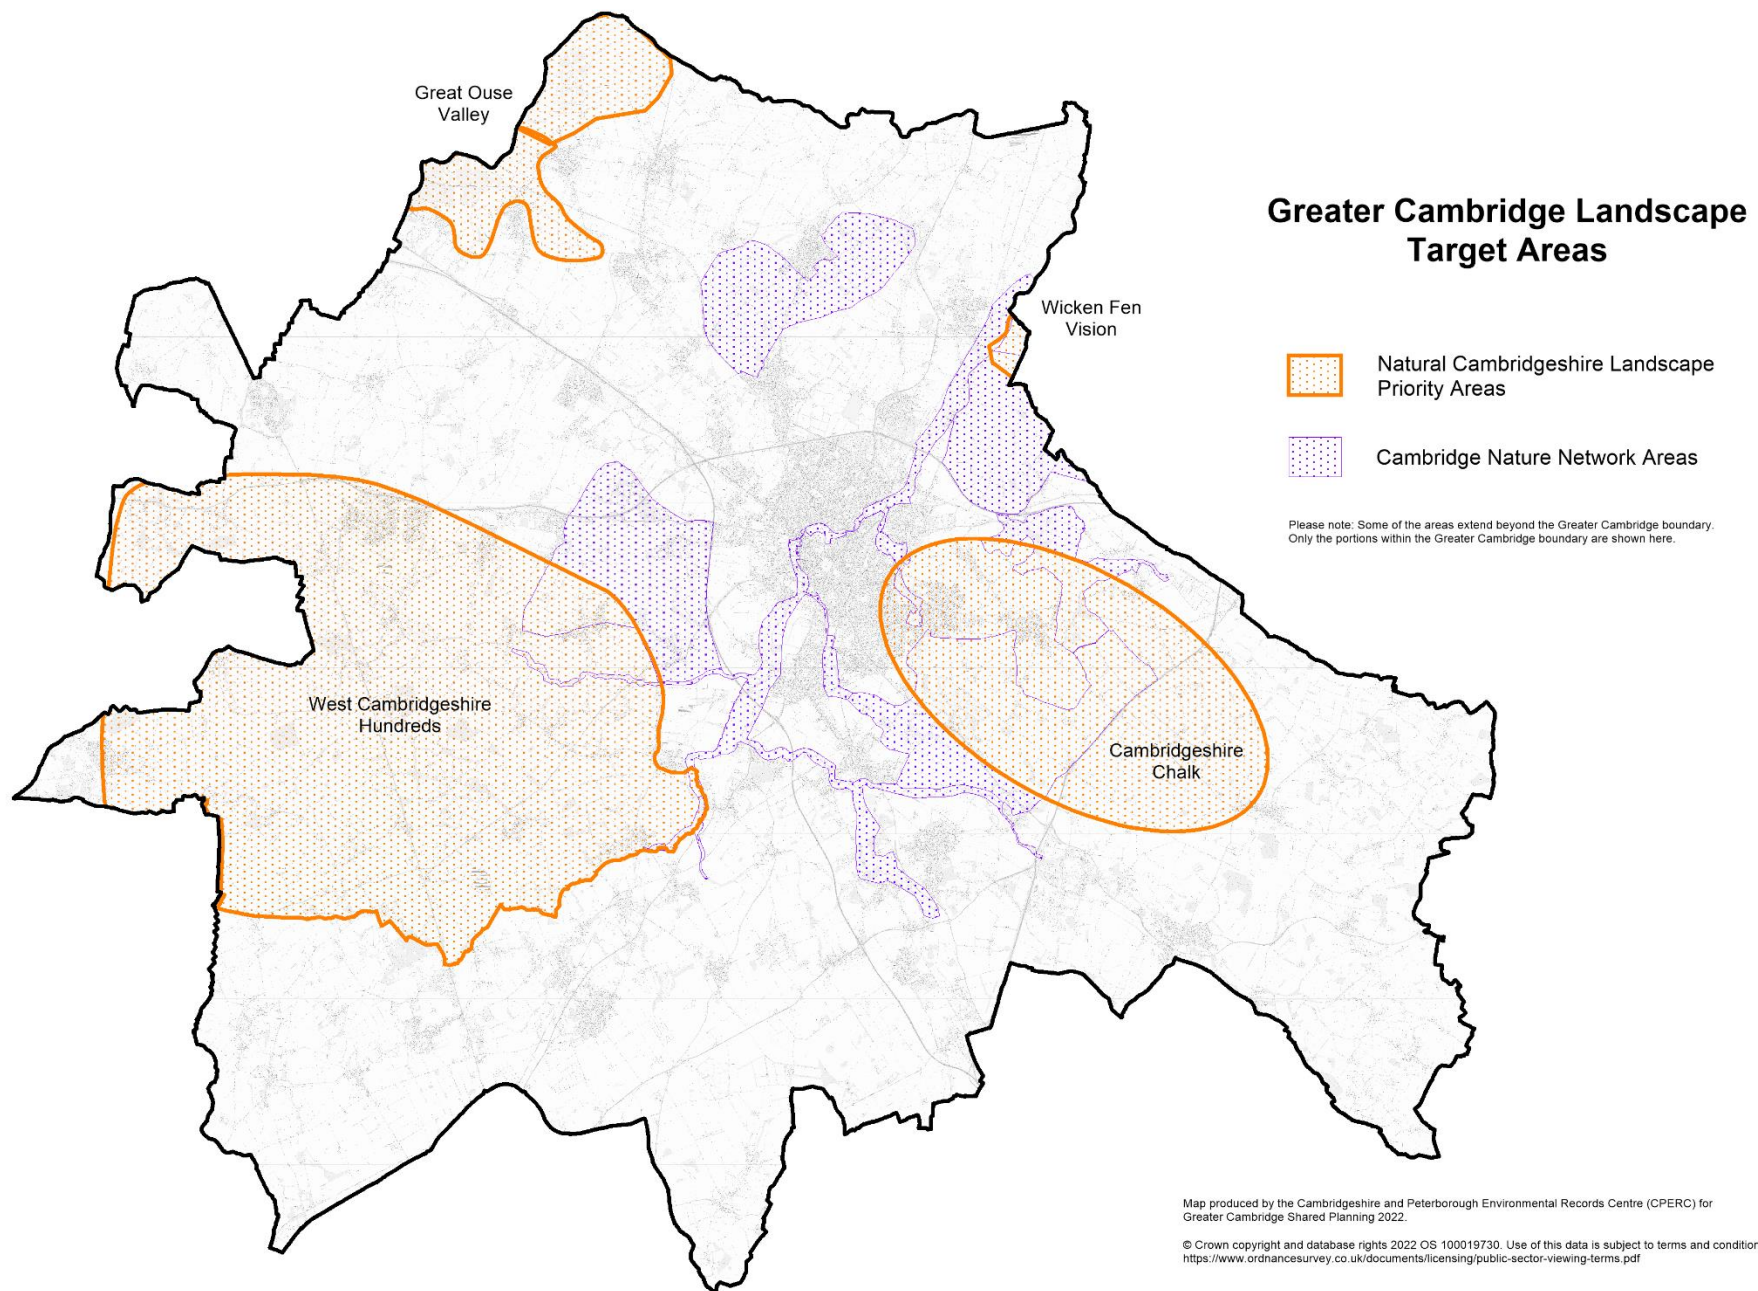 Great Ouse
Valley
Greater Cambridge Landscape
Target Areas
Wicken Fen
Vision
Natural Cambridgeshire Landscape
Priority Areas
Cambridge Nature Network Areas
Please note: Some of the areas extend beyond the Greater Cambridge boundary.
Only the portions within the Greater Cambridge boundary are shown here.
West Cambridgeshire
Hundreds
Cambridgeshire
Chalk
Map produced by the Cambridgeshire and Peterborough Environmental Records Centre (CPERC) for
Greater Cambridge Shared Planning 2022.
© Crown copyright and database rights 2022 OS 100019730. Use of this data is subject to terms and condition
https://www.ordnancesurvey.co.uk/documents/licensing/public-sector-viewing-terms.pdf